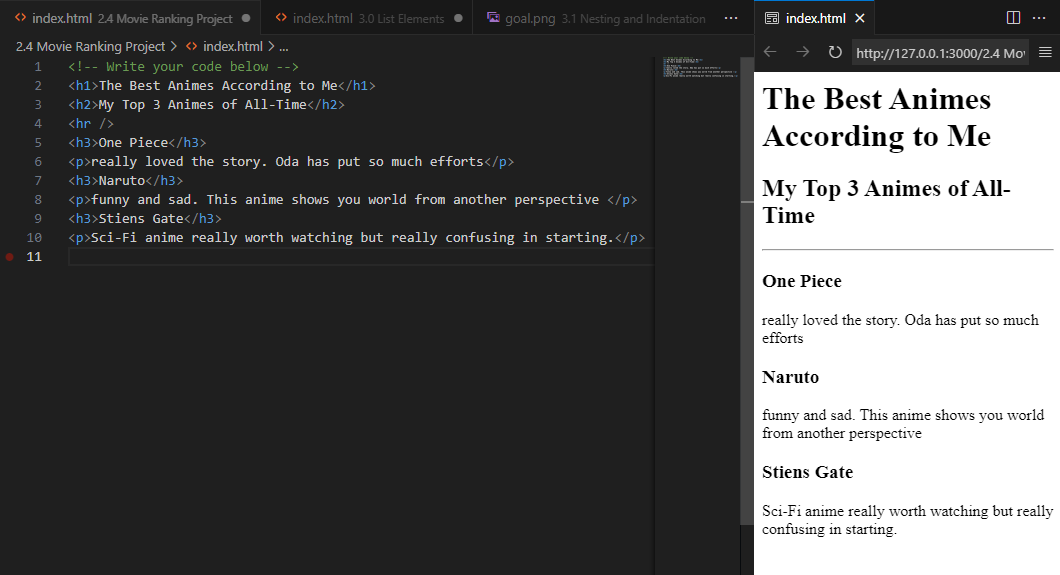 index.html 2.4 Movie Ranking Project
index.html 3.0 List Elements
goal.png 3.1 Nesting and Indentation
index.html
2.4 Movie Ranking Project > index.html > ...
http://127.0.0.1:3000/2.4 Mov
1 <!-- Write your code below -->
2 <h1>The Best Animes According to Me</h1>
3 <h2>My Top 3 Animes of All-Time</h2>
4 <hr />
5 <h3>One Piece</h3>
6 <p>really loved the story. Oda has put so much efforts</p>
7 <h3>Naruto</h3>
8 <p>funny and sad. This anime shows you world from another perspective </p>
9 <h3>Stiens Gate</h3>
10 <p>Sci-Fi anime really worth watching but really confusing in starting.</p>
11
The Best Animes
According to Me
My Top 3 Animes of All-
Time
One Piece
really loved the story. Oda has put so much
efforts
Naruto
funny and sad. This anime shows you world
from another perspective
Stiens Gate
Sci-Fi anime really worth watching but really
confusing in starting.